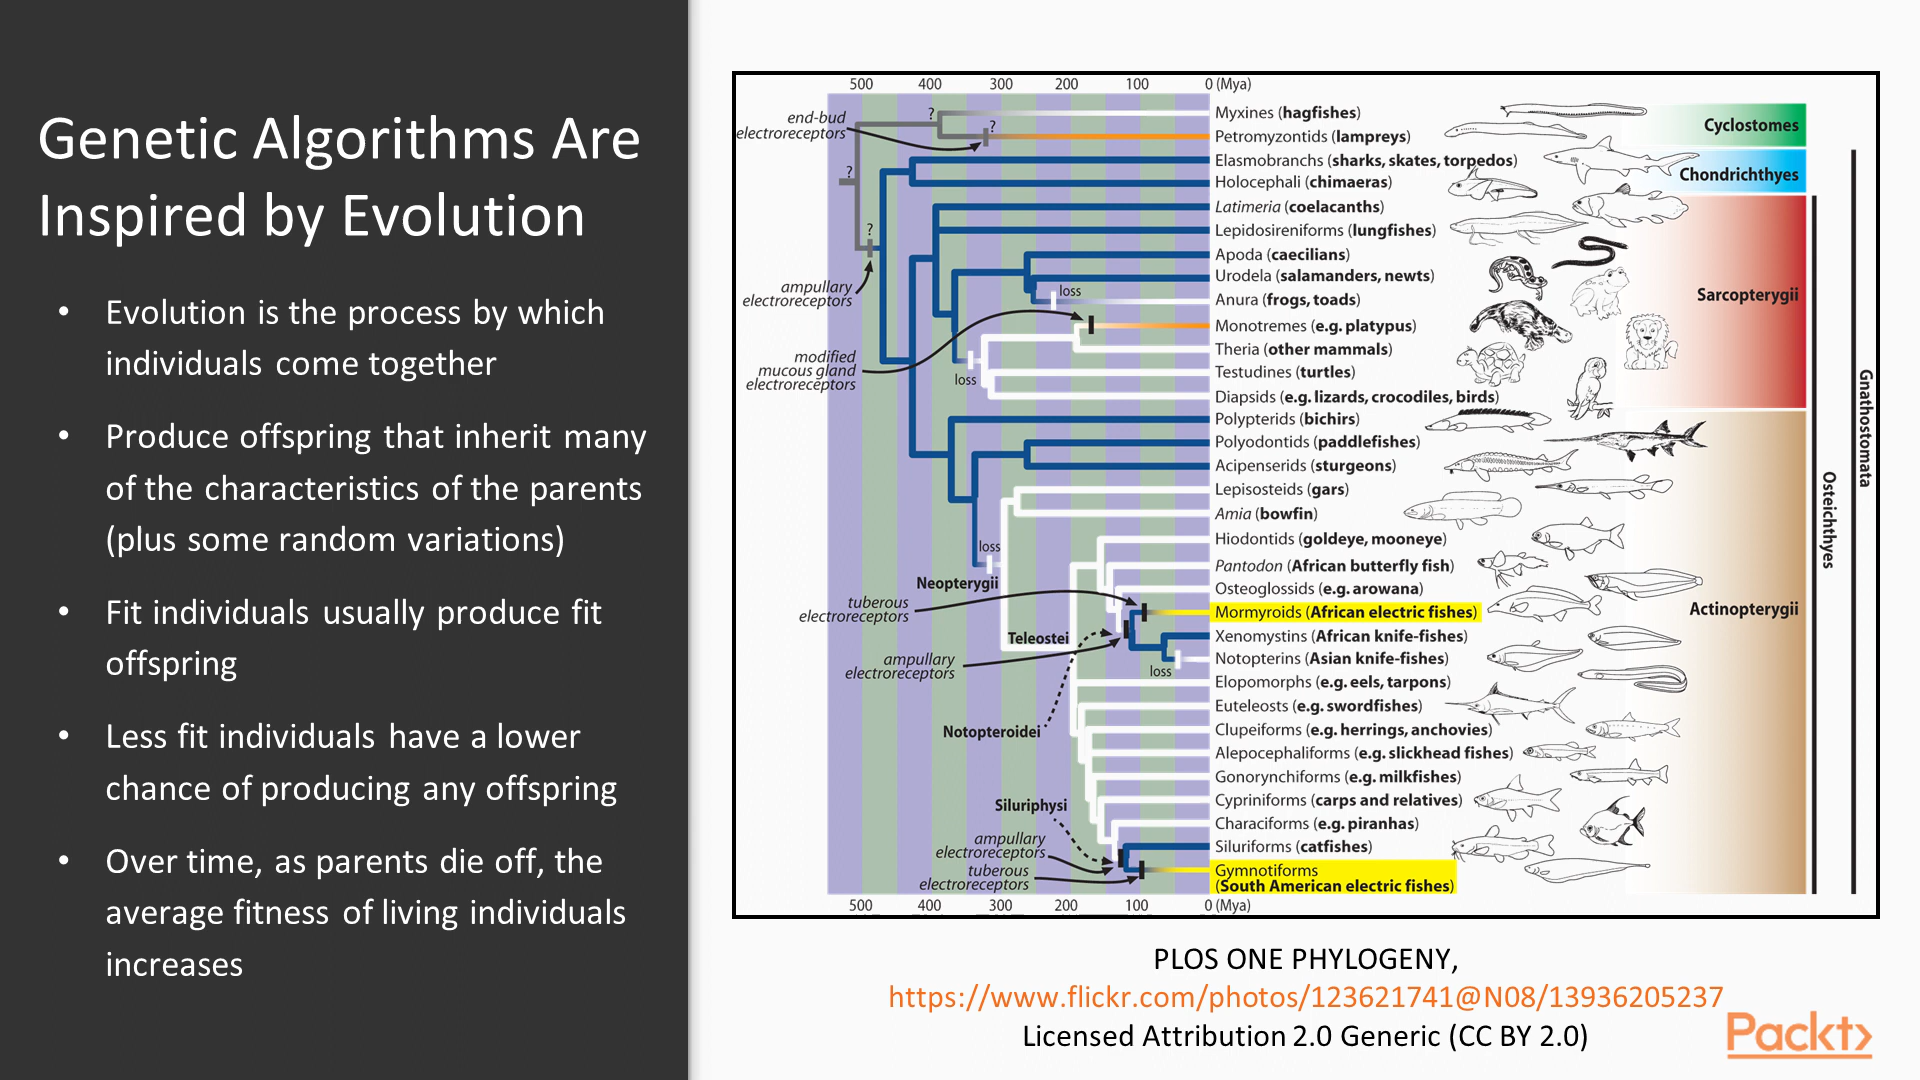 Genetic Algorithms Are
Inspired by Evolution
• Evolution is the process by which
individuals come together
• Produce offspring that inherit many
of the characteristics of the parents
(plus some random variations)
• Fit individuals usually produce fit
offspring
• Less fit individuals have a lower
chance of producing any offspring
• Over time, as parents die off, the
average fitness of living individuals
increases
500 400 300 200 100 0 (Mya)
end-bud
electroreceptors
?
?
?
?
ampullary
electroreceptors
modified
mucous gland
electroreceptors
loss
loss
loss
Neopterygii
tuberous
electroreceptors
Teleostei
ampullary
electroreceptors
loss
Notopteroidei
Siluriphysi
ampullary
electroreceptors
tuberous
electroreceptors
Myxines (hagfishes)
Petromyzontids (lampreys)
Elasmobranchs (sharks, skates, torpedos)
Holocephali (chimaeras)
Latimeria (coelacanths)
Lepidosireniforms (lungfishes)
Apoda (caecilians)
Urodela (salamanders, newts)
Anura (frogs, toads)
Monotremes (e.g. platypus)
Theria (other mammals)
Testudines (turtles)
Diapsids (e.g. lizards, crocodiles, birds)
Polypterids (bichirs)
Polyodontids (paddlefishes)
Acipenserids (sturgeons)
Lepisosteids (gars)
Amia (bowfin)
Hiodontids (goldeye, mooneye)
Pantodon (African butterfly fish)
Osteoglossids (e.g. arowana)
Mormyroids (African electric fishes)
Xenomystins (African knife-fishes)
Notopterins (Asian knife-fishes)
Elopomorphs (e.g. eels, tarpons)
Euteleosts (e.g. swordfishes)
Clupeiforms (e.g. herrings, anchovies)
Alepocephaliforms (e.g. slickhead fishes)
Gonorynchiforms (e.g. milkfishes)
Cypriniforms (carps and relatives)
Characiforms (e.g. piranhas)
Siluriforms (catfishes)
Gymnotiforms
(South American electric fishes)
Cyclostomes
Chondrichthyes
Sarcopterygii
Actinopterygii
Osteichthyes
Gnathostomata
500 400 300 200 100 0 (Mya)
PLOS ONE PHYLOGENY,
https://www.flickr.com/photos/123621741@N08/13936205237
Licensed Attribution 2.0 Generic (CC BY 2.0)
Packt>